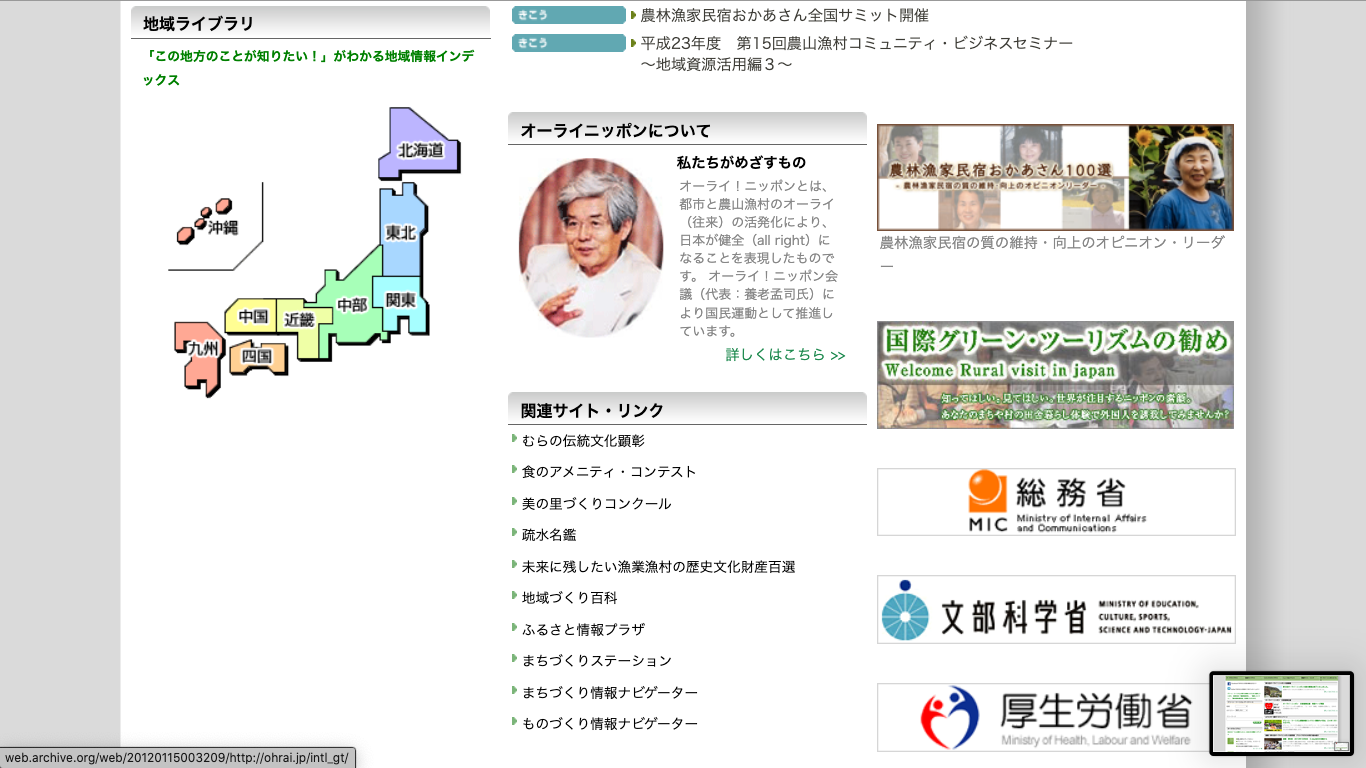 地域ライブラリ
「この地方のことが知りたい！」がわかる地域情報インデ
ックス
北海道
東北
沖縄
関東
中部
中国
近畿
九州
四国
きこう
農林漁家民宿おかあさん全国サミット開催
きこう
平成23年度　第15回農山漁村コミュニティ・ビジネスセミナー
～地域資源活用編３～
オーライニッポンについて
私たちがめざすもの
オーライ！ニッポンとは、
都市と農山漁村のオーライ
（往来）の活発化により、
日本が健全（all right）に
なることを表現したもので
す。 オーライ！ニッポン会
議（代表：養老孟司氏）に
より国民運動として推進し
ています。
詳しくはこちら >>
関連サイト・リンク
むらの伝統文化顕彰
食のアメニティ・コンテスト
美の里づくりコンクール
疏水名鑑
未来に残したい漁業漁村の歴史文化財産百選
地域づくり百科
ふるさと情報プラザ
まちづくりステーション
まちづくり情報ナビゲーター
ものづくり情報ナビゲーター
農林漁家民宿おかあさん100選
- 農林漁家民宿の質の維持・向上のオピニオンリーダー -
農林漁家民宿の質の維持・向上のオピニオン・リーダ
ー
国際グリーン・ツーリズムの勧め
Welcome Rural visit in japan
知ってほしい。見てほしい。世界が注目するニッポンの素顔。
あなたのまちや村の田舎暮らし体験で外国人を誘致してみませんか？
総務省
MIC
Ministry of Internal Affairs
and Communications
文部科学省
MINISTRY OF EDUCATION,
CULTURE, SPORTS,
SCIENCE AND TECHNOLOGY-JAPAN
厚生労働省
Ministry of Health, Labour and Welfare
web.archive.org/web/20120115003209/http://ohrai.jp/intl_gt/